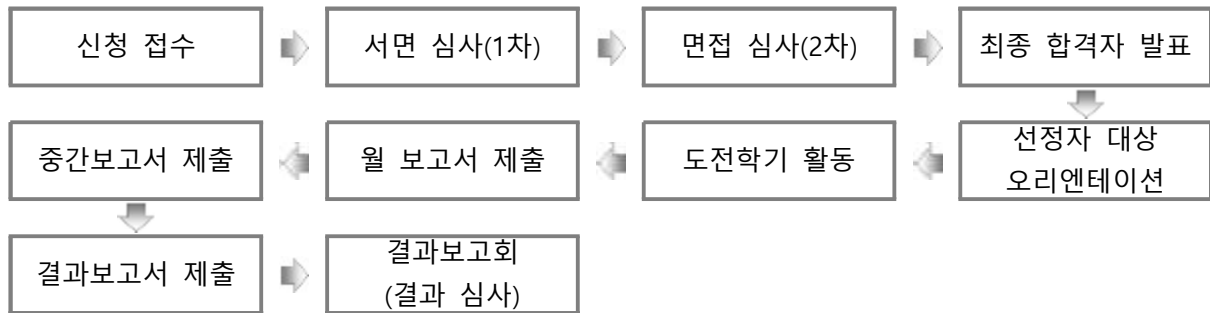 신청 접수
서면 심사(1차)
면접 심사(2차)
최종 합격자 발표
선정자 대상
오리엔테이션
도전학기 활동
월 보고서 제출
중간보고서 제출
결과보고서 제출
결과보고회
(결과 심사)